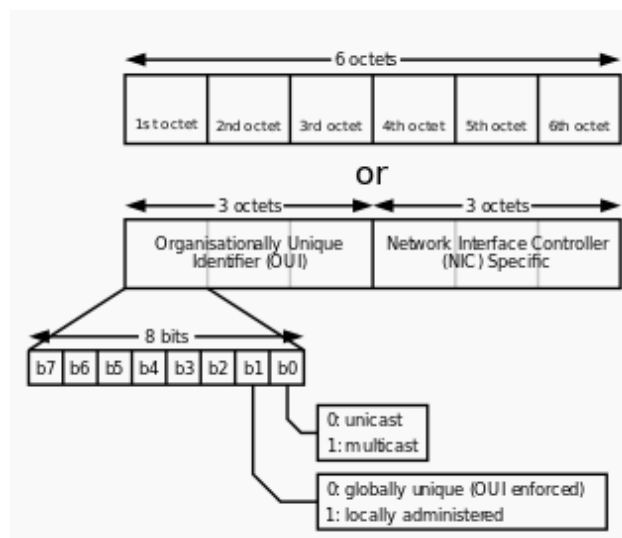 6 octets
1st octet 2nd octet 3rd octet 4th octet 5th octet 6th octet
or
3 octets 3 octets
Organisationally Unique Identifier (OUI)
Network Interface Controller (NIC) Specific
8 bits
b7 b6 b5 b4 b3 b2 b1 b0
0: unicast
1: multicast
0: globally unique (OUI enforced)
1: locally administered